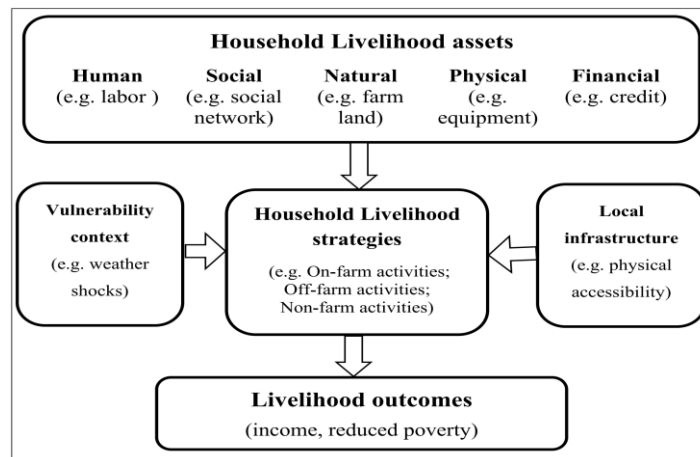 Household Livelihood assets
Human Social Natural Physical Financial
(e.g. labor ) (e.g. social network) (e.g. farm land) (e.g. equipment) (e.g. credit)
Vulnerability
context
(e.g. weather
shocks)
Household Livelihood
strategies
(e.g. On-farm activities;
Off-farm activities;
Non-farm activities)
Local
infrastructure
(e.g. physical
accessibility)
Livelihood outcomes
(income, reduced poverty)